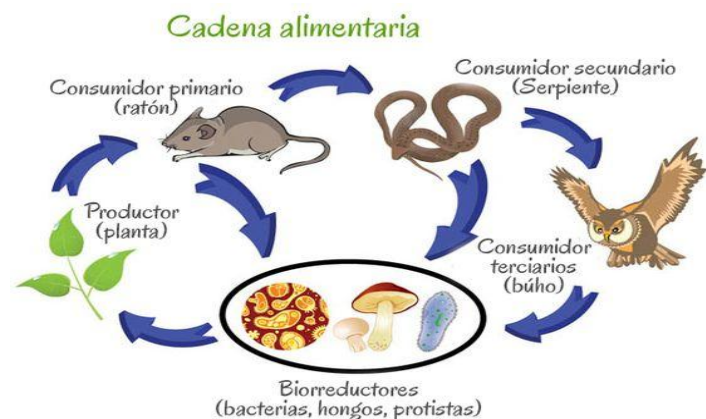 Cadena alimentaria
Consumidor primario
(ratón)
Consumidor secundario
(Serpiente)
Productor
(planta)
Consumidor
terciarios
(búho)
Biorreductores
(bacterias, hongos, protistas)